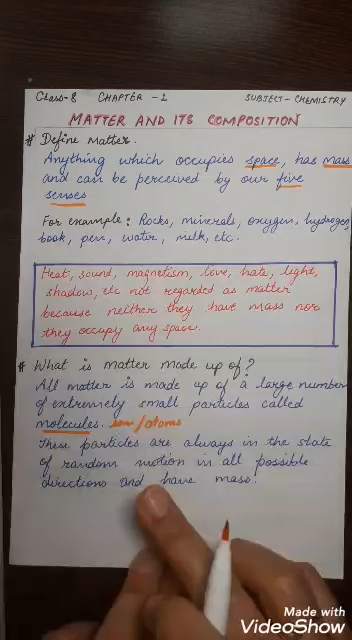 Class-8 CHAPTER-1 SUBJECT-CHEMISTRY
MATTER AND ITS COMPOSITION
# Define Matter.
Anything which occupies space, has mass
and can be perceived by our five
senses
For example: Rocks, minerals, oxygen, hydrogen,
book, pen, water, milk, etc.
Heat, sound, magnetism, love, hate, light,
shadow, etc not regarded as matter
because neither they have mass nor
they occupy any space.
# What is matter made up of?
All matter is made up of a large number
of extremely small particles called
molecules. /atoms
These particles are always in the state
of random motion in all possible
directions and have mass.
Made with
VideoShow